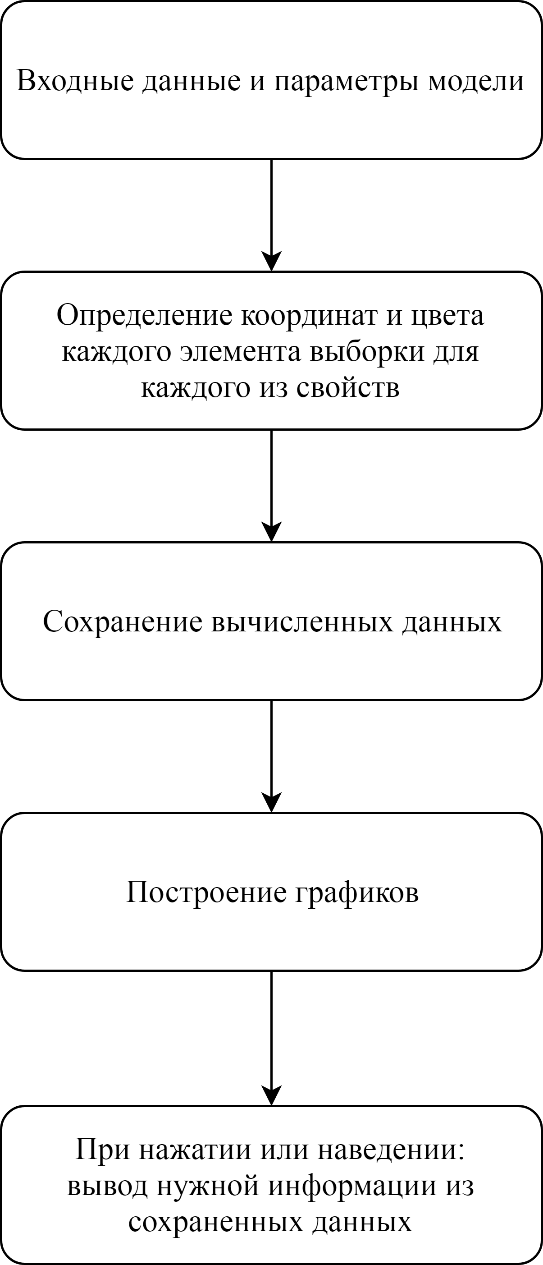 Входные данные и параметры модели
Определение координат и цвета
каждого элемента выборки для
каждого из свойств
Сохранение вычисленных данных
Построение графиков
При нажатии или наведении:
вывод нужной информации из
сохраненных данных